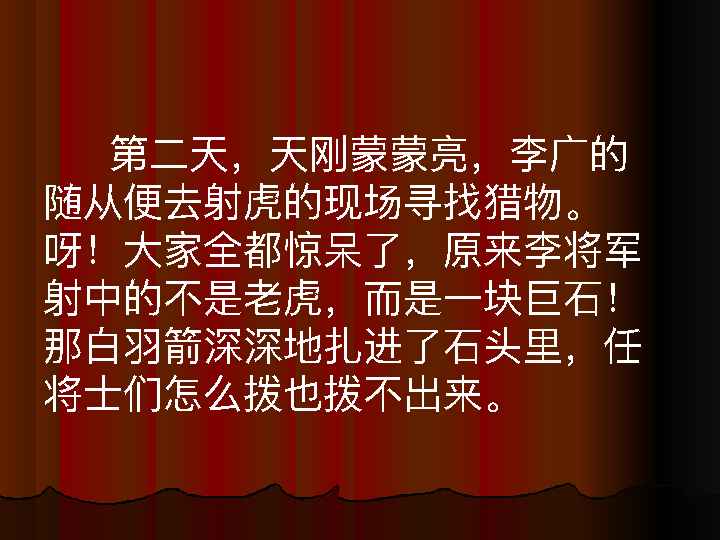 第二天，天刚蒙蒙亮，李广的
随从便去射虎的现场寻找猎物。
呀！大家全都惊呆了，原来李将军
射中的不是老虎，而是一块巨石！
那白羽箭深深地扎进了石头里，任
将士们怎么拨也拨不出来。